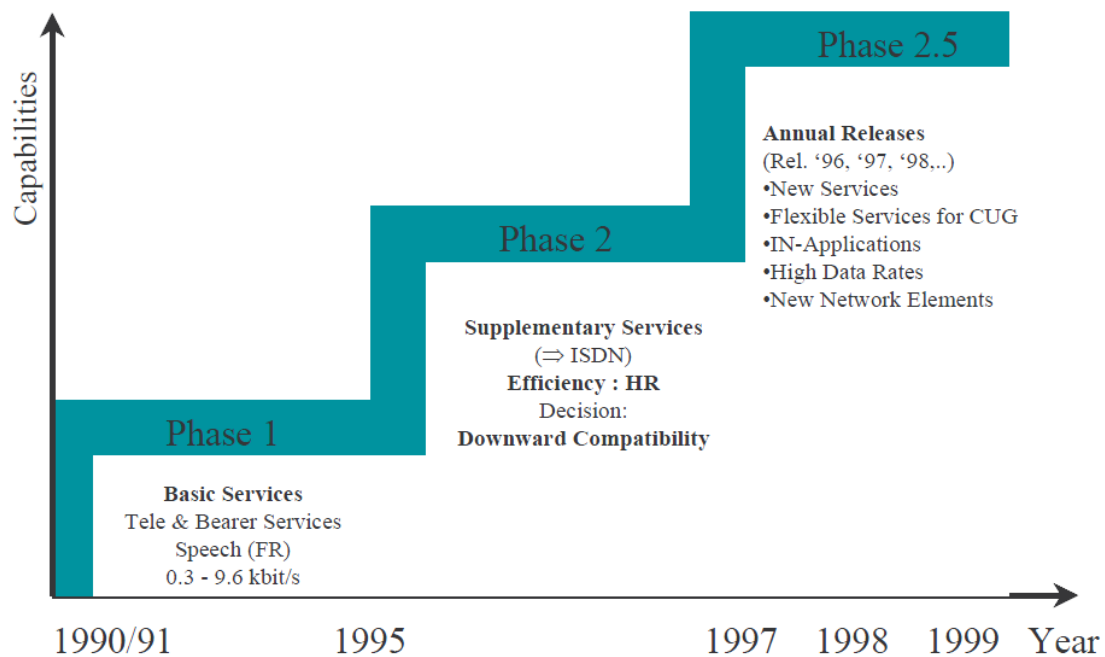 Capabilities
Phase 2.5
Annual Releases
(Rel. ‘96, ‘97, ‘98,..)
•New Services
•Flexible Services for CUG
•IN-Applications
•High Data Rates
•New Network Elements
Phase 2
Supplementary Services
(⇒ ISDN)
Efficiency : HR
Decision:
Downward Compatibility
Phase 1
Basic Services
Tele & Bearer Services
Speech (FR)
0.3 - 9.6 kbit/s
1990/91 1995 1997 1998 1999 Year